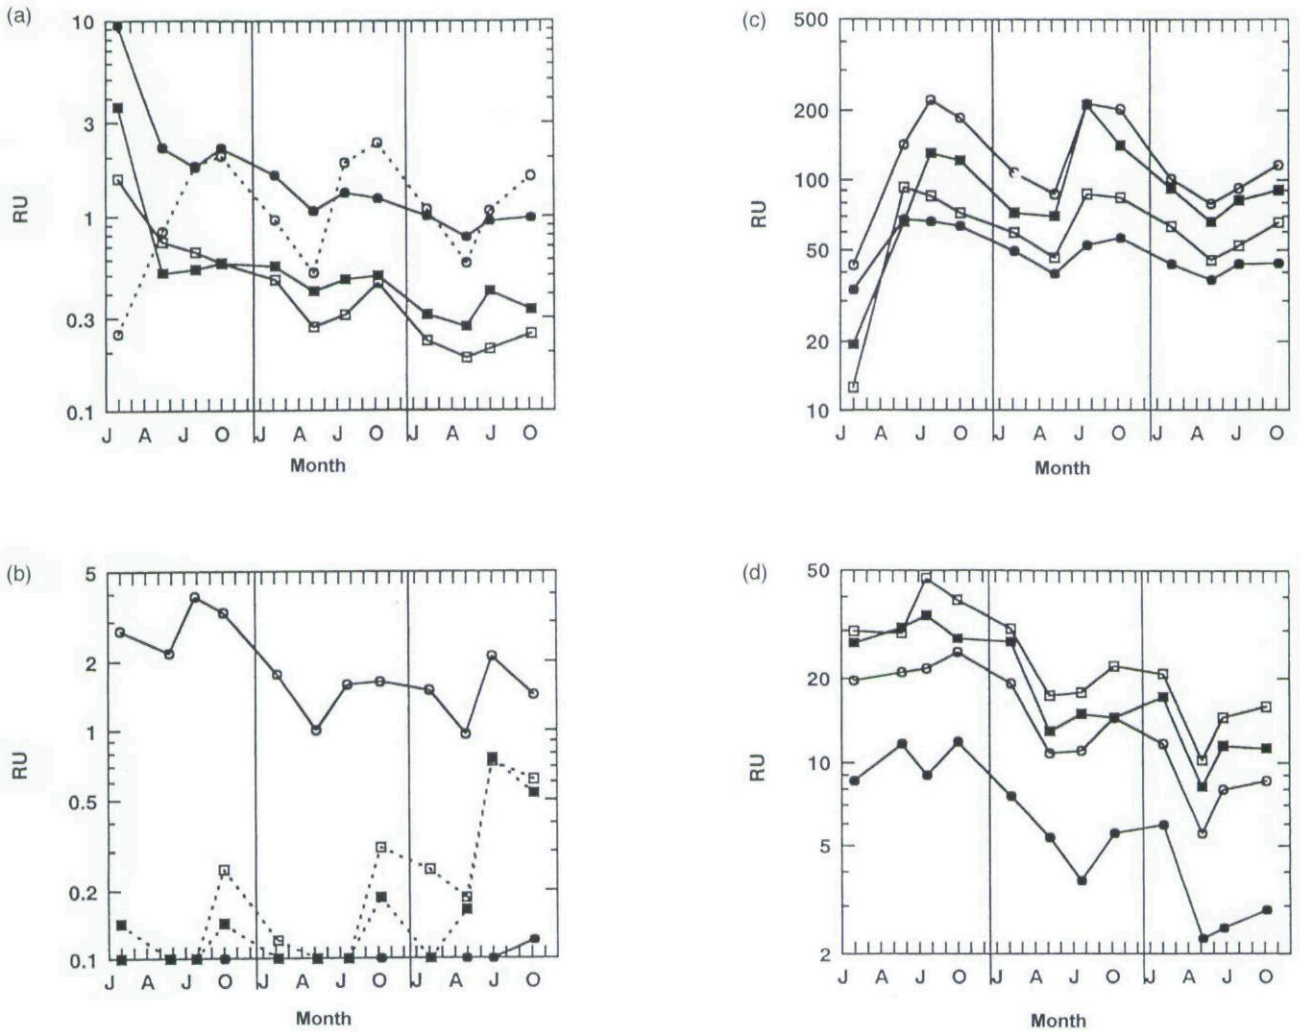 (a)
10
3
1
0.3
0.1
RU
J A J O J A J O J A J O
Month
(c)
500
200
100
50
20
10
RU
J A J O J A J O J A J O
Month
(b)
5
2
1
0.5
0.2
0.1
RU
J A J O J A J O J A J O
Month
(d)
50
20
10
5
2
RU
J A J O J A J O J A J O
Month